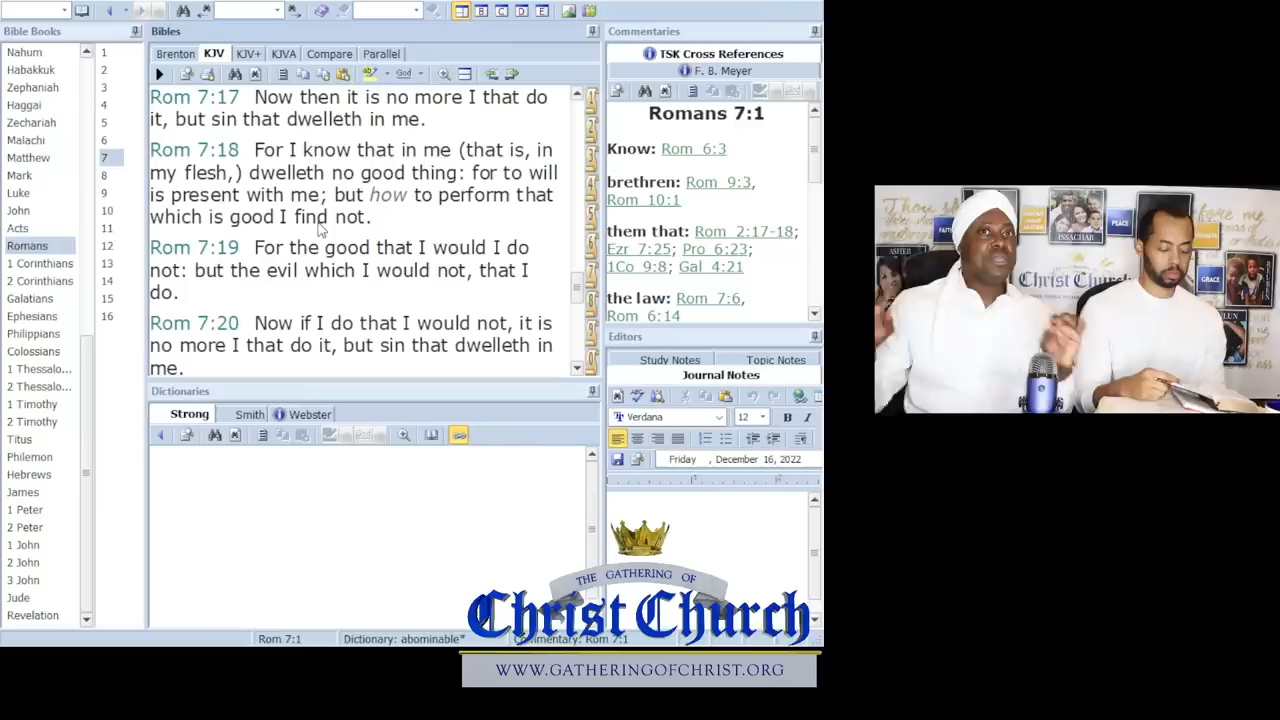 Bible Books
Nahum
Habakkuk
Zephaniah
Haggai
Zechariah
Malachi
Matthew
Mark
Luke
John
Acts
Romans
1 Corinthians
2 Corinthians
Galatians
Ephesians
Philippians
Colossians
1 Thessalo...
2 Thessalo...
1 Timothy
2 Timothy
Titus
Philemon
Hebrews
James
1 Peter
2 Peter
1 John
2 John
3 John
Jude
Revelation
1
2
3
4
5
6
7
8
9
10
11
12
13
14
15
16
B C D E
Bibles
Brenton KJV KJV+ KJVA Compare Parallel
God
Rom 7:17 Now then it is no more I that do
it, but sin that dwelleth in me.
Rom 7:18 For I know that in me (that is, in
my flesh,) dwelleth no good thing: for to will
is present with me; but how to perform that
which is good I find not.
Rom 7:19 For the good that I would I do
not: but the evil which I would not, that I
do.
Rom 7:20 Now if I do that I would not, it is
no more I that do it, but sin that dwelleth in
me.
Dictionaries
Strong Smith Webster
Commentaries
TSK Cross References
F. B. Meyer
Romans 7:1
Know: Rom 6:3
brethren: Rom 9:3,
Rom 10:1
them that: Rom 2:17-18;
Ezr 7:25; Pro 6:23;
1Co 9:8; Gal 4:21
the law: Rom 7:6,
Rom 6:14
Editors
Study Notes Topic Notes
Journal Notes
Verdana 12 B I
Friday , December 16, 2022
Rom 7:1 Dictionary: abominable* Commentary: Rom 7:1
THE GATHERING OF
Christ Church
WWW.GATHERINGOFCHRIST.ORG
ASHER
ISSACHAR
PEACE
GRACE
THE GATHERING OF
Christ Church